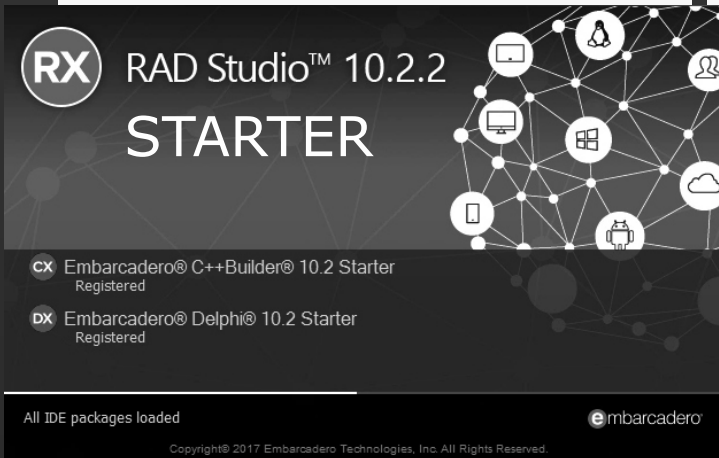 RX RAD Studio™ 10.2.2
STARTER
CX Embarcadero® C++Builder® 10.2 Starter
Registered
DX Embarcadero® Delphi® 10.2 Starter
Registered
All IDE packages loaded
embarcadero
Copyright© 2017 Embarcadero Technologies, Inc. All Rights Reserved.